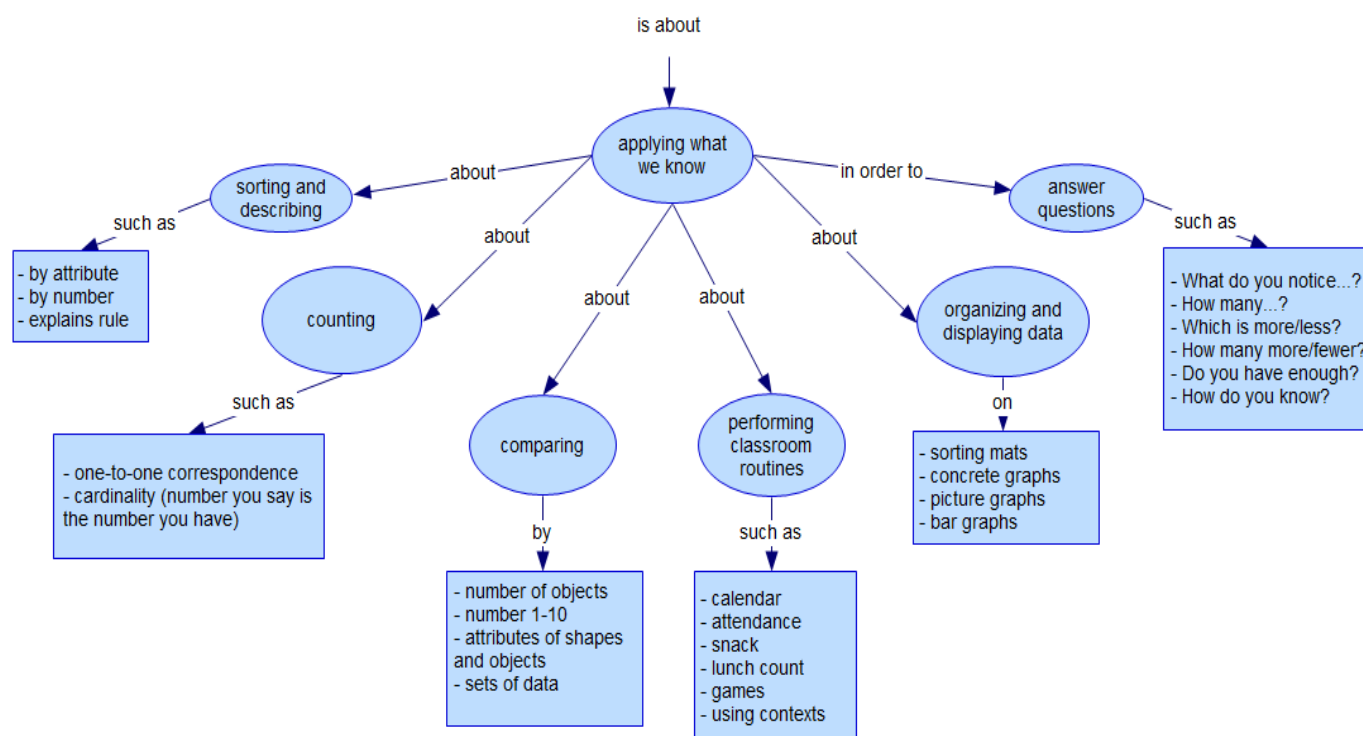 is about
applying what
we know
about
sorting and
describing
such as
- by attribute
- by number
- explains rule
about
counting
such as
- one-to-one correspondence
- cardinality (number you say is
the number you have)
about
comparing
by
- number of objects
- number 1-10
- attributes of shapes
and objects
- sets of data
about
performing
classroom
routines
such as
- calendar
- attendance
- snack
- lunch count
- games
- using contexts
about
organizing and
displaying data
on
- sorting mats
- concrete graphs
- picture graphs
- bar graphs
in order to
answer
questions
such as
- What do you notice...?
- How many...?
- Which is more/less?
- How many more/fewer?
- Do you have enough?
- How do you know?